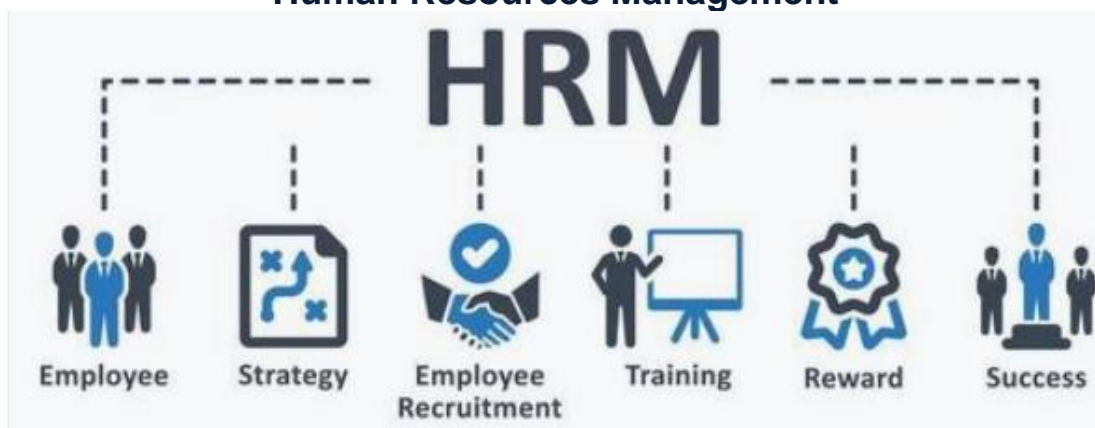 Human Resources Management
HRM
Employee
Strategy
Employee
Recruitment
Training
Reward
Success